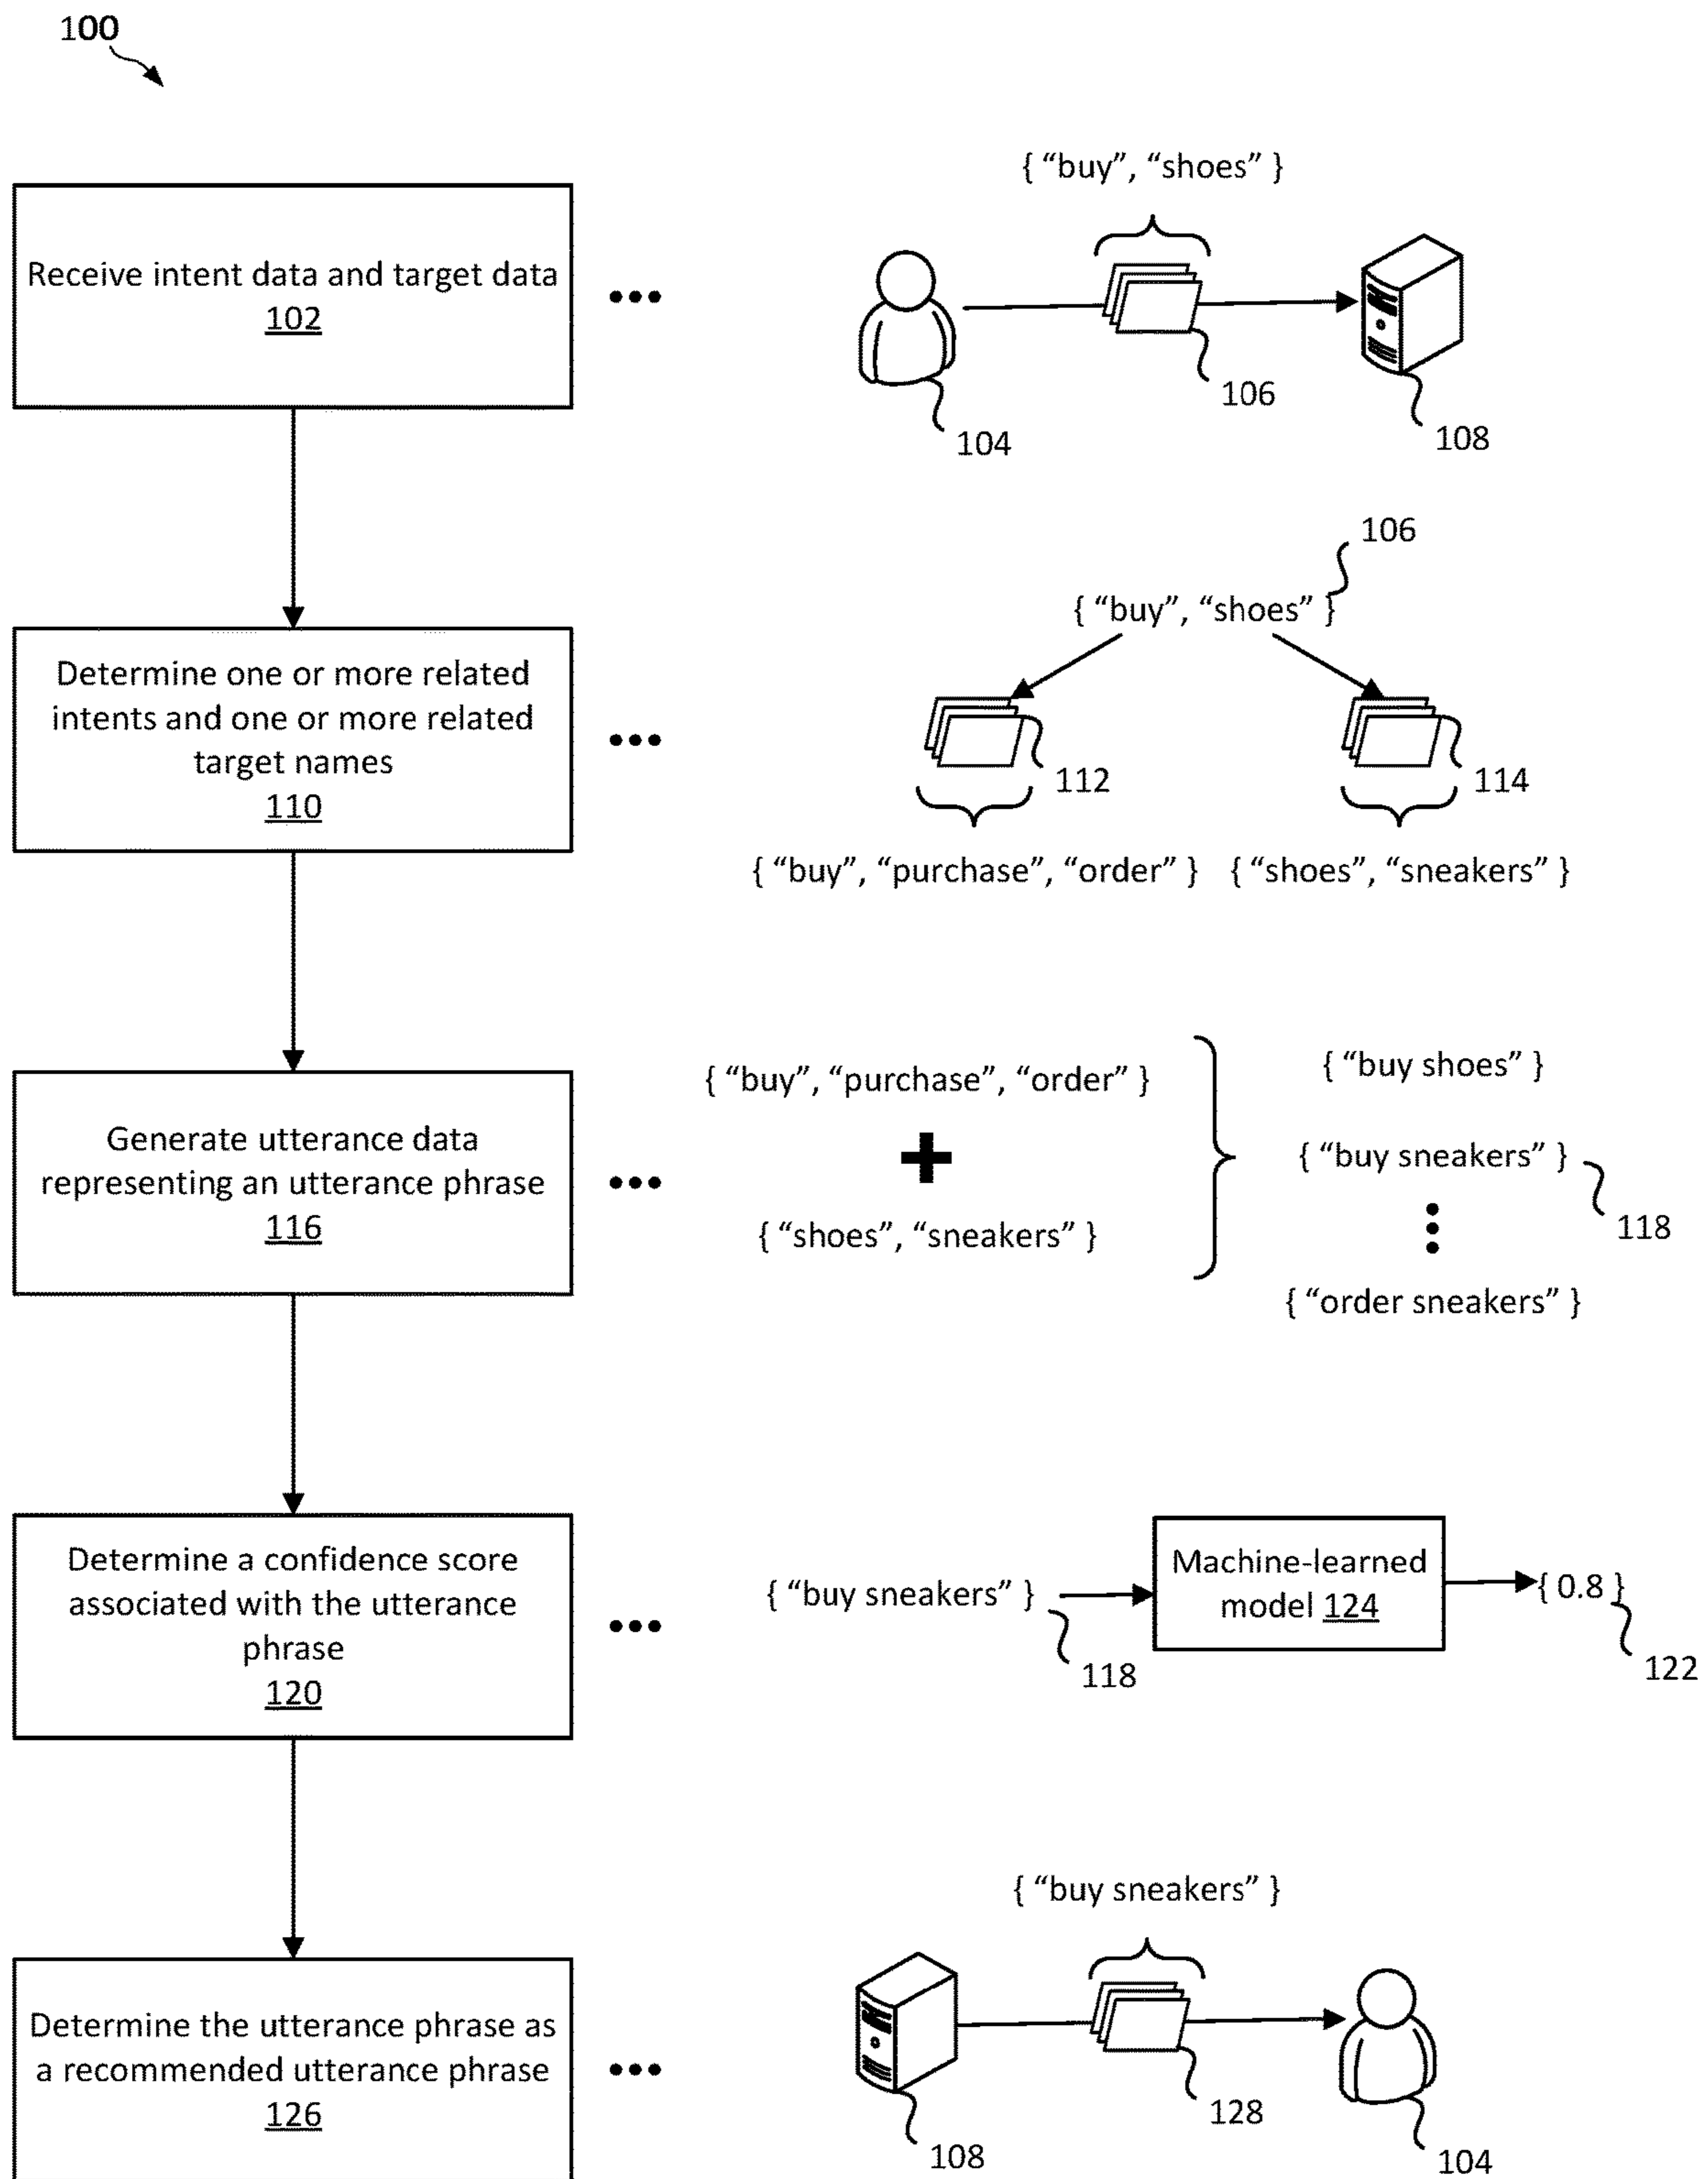 100
{ “buy”, “shoes” }
Receive intent data and target data
102
106
104
108
106
{ “buy”, “shoes” }
Determine one or more related
intents and one or more related
target names
110
112
114
{ “buy”, “purchase”, “order” } { “shoes”, “sneakers” }
{ “buy”, “purchase”, “order” }
{ “shoes”, “sneakers” }
{ “buy shoes” }
{ “buy sneakers” }
118
{ “order sneakers” }
Generate utterance data
representing an utterance phrase
116
Determine a confidence score
associated with the utterance
phrase
120
{ “buy sneakers” }
118
Machine-learned
model 124
{ 0.8 }
122
{ “buy sneakers” }
Determine the utterance phrase as
a recommended utterance phrase
126
128
108
104